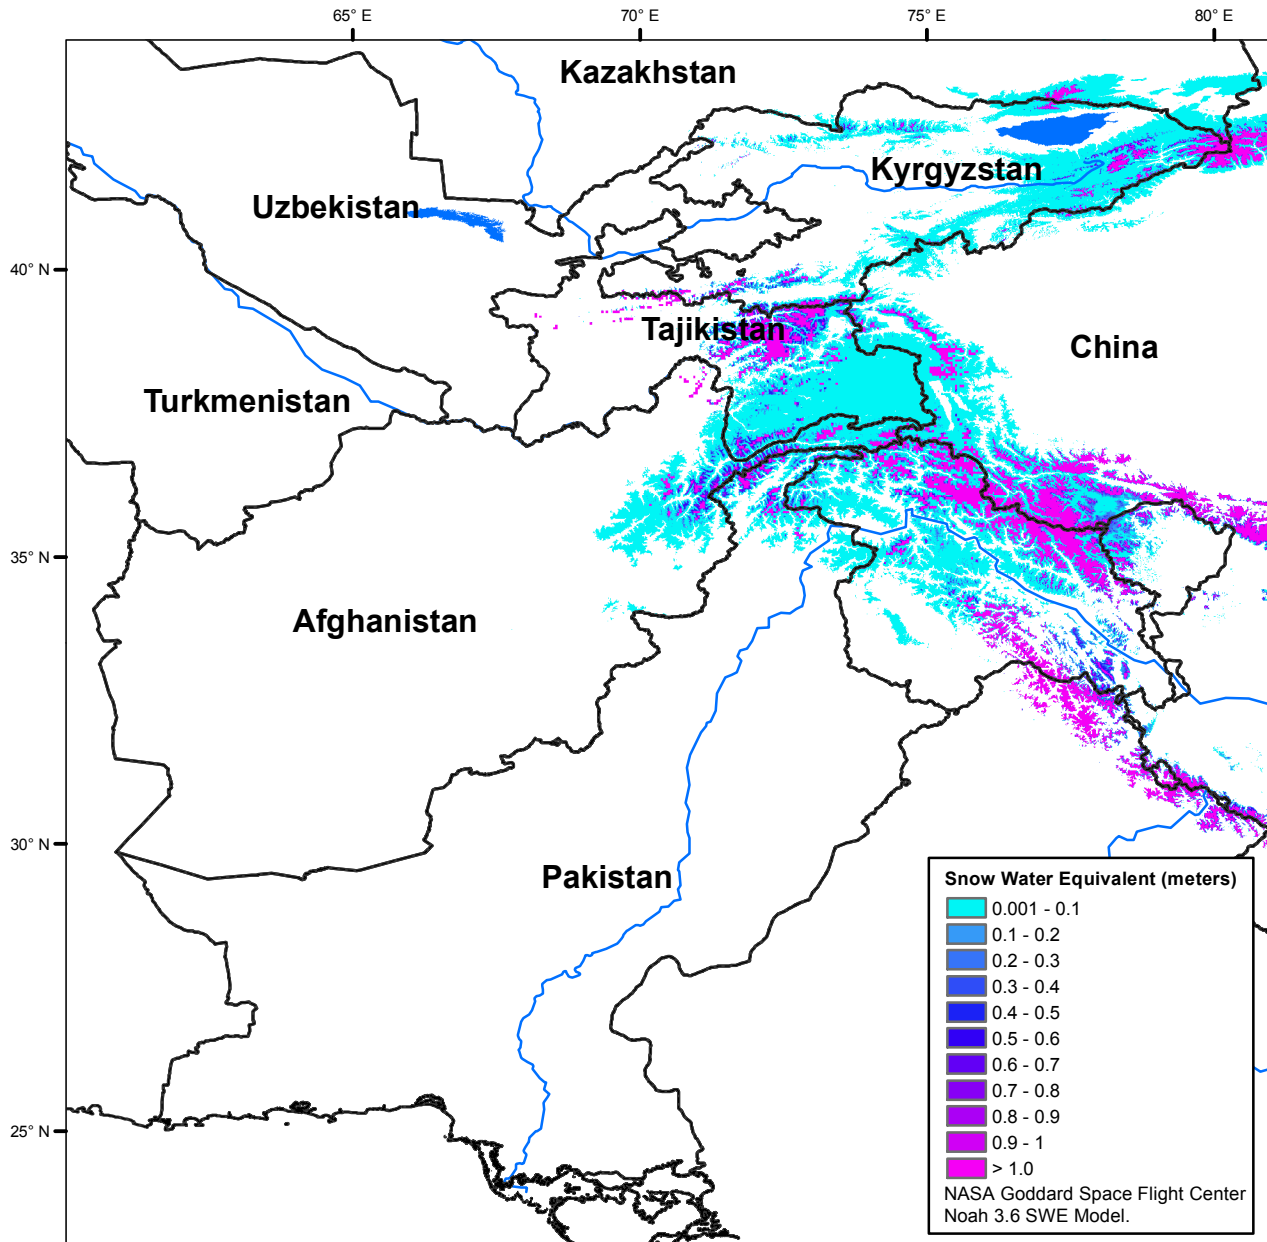 65° E
70° E
75° E
80° E
Kazakhstan
Kyrgyzstan
Uzbekistan
40° N
Tajikistan
China
Turkmenistan
35° N
Afghanistan
30° N
Pakistan
25° N
Snow Water Equivalent (meters)
0.001 - 0.1
0.1 - 0.2
0.2 - 0.3
0.3 - 0.4
0.4 - 0.5
0.5 - 0.6
0.6 - 0.7
0.7 - 0.8
0.8 - 0.9
0.9 - 1
> 1.0
NASA Goddard Space Flight Center
Noah 3.6 SWE Model.